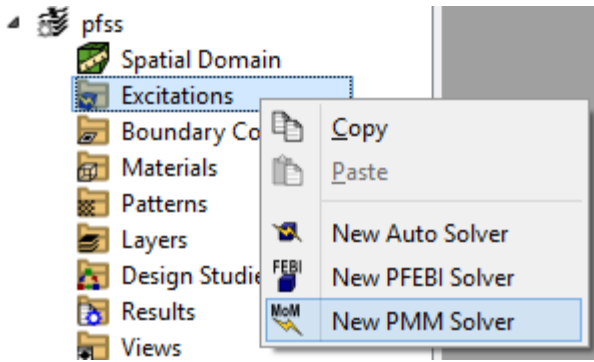 pfss
Spatial Domain
Excitations
Boundary Co
Materials
Patterns
Layers
Design Studie
Results
Views
Copy
Paste
New Auto Solver
FEBI
New PFEBI Solver
MoM
New PMM Solver